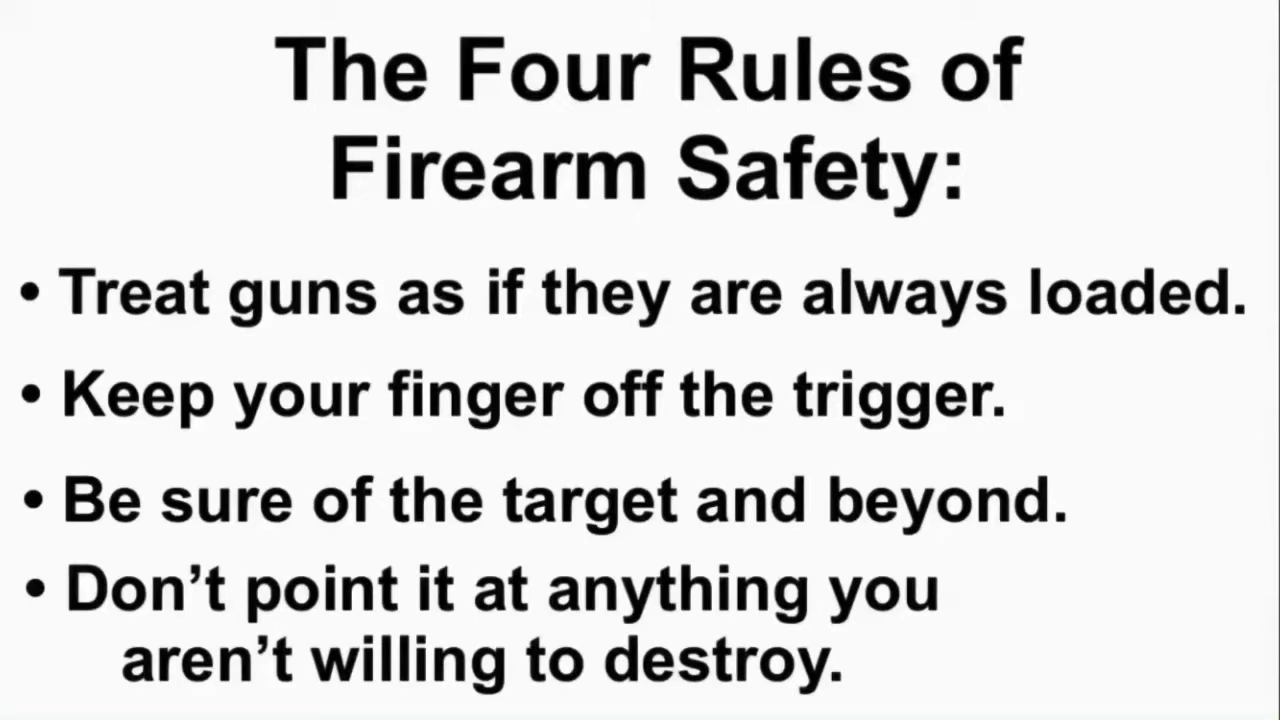 The Four Rules of
Firearm Safety:
• Treat guns as if they are always loaded.
• Keep your finger off the trigger.
• Be sure of the target and beyond.
• Don’t point it at anything you
aren’t willing to destroy.